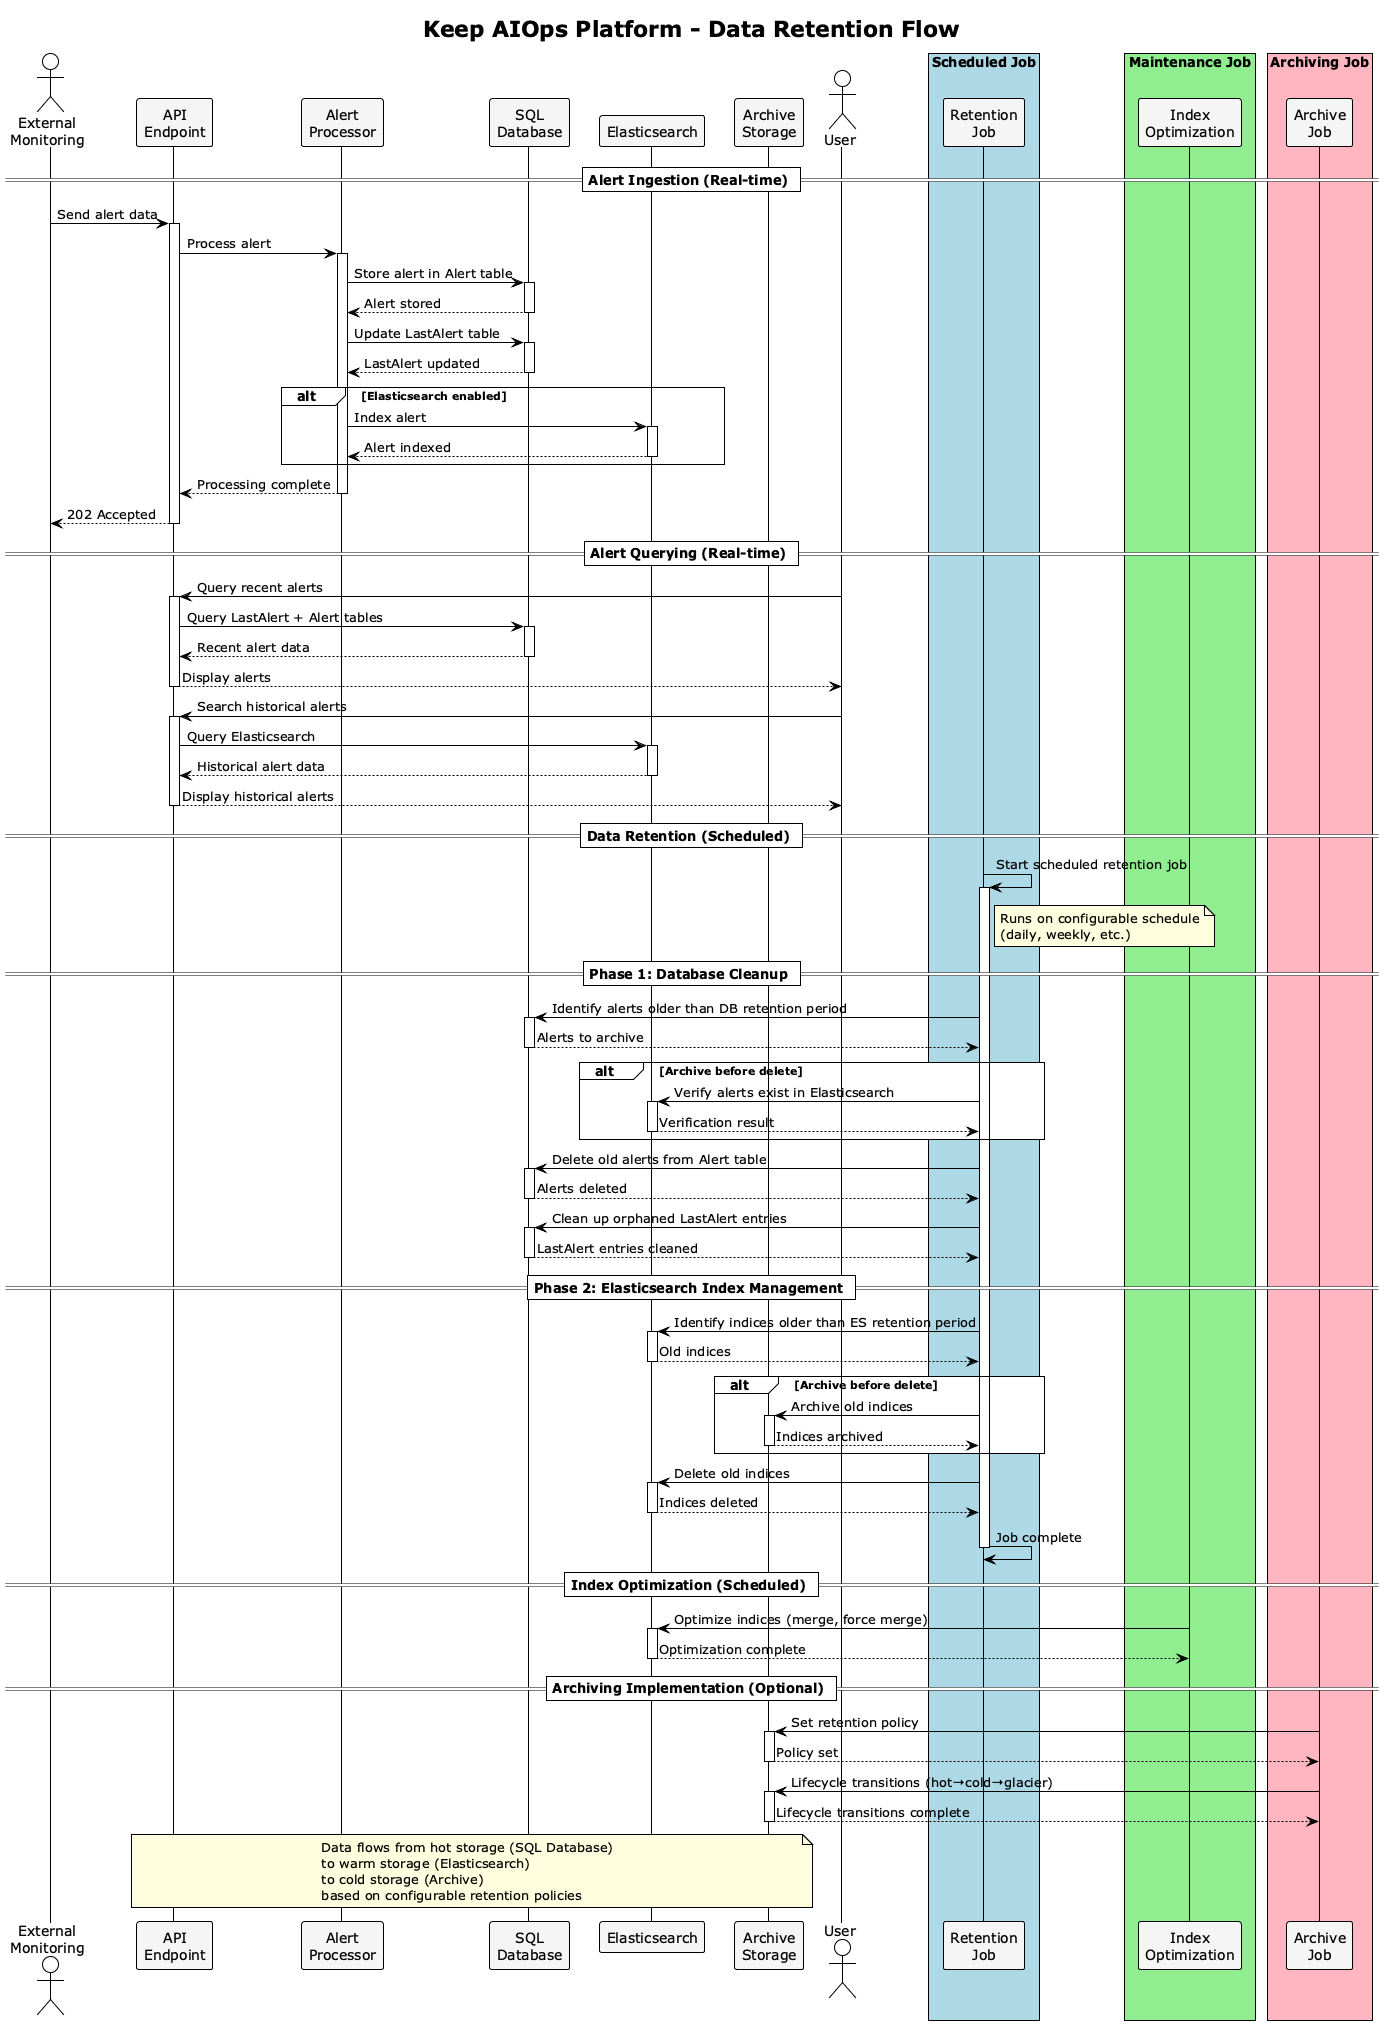 Keep AIOps Platform - Data Retention Flow
Scheduled Job
Maintenance Job
Archiving Job
External
Monitoring
API
Endpoint
Alert
Processor
SQL
Database
Elasticsearch
Archive
Storage
User
Retention
Job
Index
Optimization
Archive
Job
Alert Ingestion (Real-time)
Send alert data
Process alert
Store alert in Alert table
Alert stored
Update LastAlert table
LastAlert updated
alt
[Elasticsearch enabled]
Index alert
Alert indexed
Processing complete
202 Accepted
Alert Querying (Real-time)
Query recent alerts
Query LastAlert + Alert tables
Recent alert data
Display alerts
Search historical alerts
Query Elasticsearch
Historical alert data
Display historical alerts
Data Retention (Scheduled)
Start scheduled retention job
Runs on configurable schedule
(daily, weekly, etc.)
Phase 1: Database Cleanup
Identify alerts older than DB retention period
Alerts to archive
alt
[Archive before delete]
Verify alerts exist in Elasticsearch
Verification result
Delete old alerts from Alert table
Alerts deleted
Clean up orphaned LastAlert entries
LastAlert entries cleaned
Phase 2: Elasticsearch Index Management
Identify indices older than ES retention period
Old indices
alt
[Archive before delete]
Archive old indices
Indices archived
Delete old indices
Indices deleted
Job complete
Index Optimization (Scheduled)
Optimize indices (merge, force merge)
Optimization complete
Archiving Implementation (Optional)
Set retention policy
Policy set
Lifecycle transitions (hot→cold→glacier)
Lifecycle transitions complete
Data flows from hot storage (SQL Database)
to warm storage (Elasticsearch)
to cold storage (Archive)
based on configurable retention policies
External
Monitoring
API
Endpoint
Alert
Processor
SQL
Database
Elasticsearch
Archive
Storage
User
Retention
Job
Index
Optimization
Archive
Job